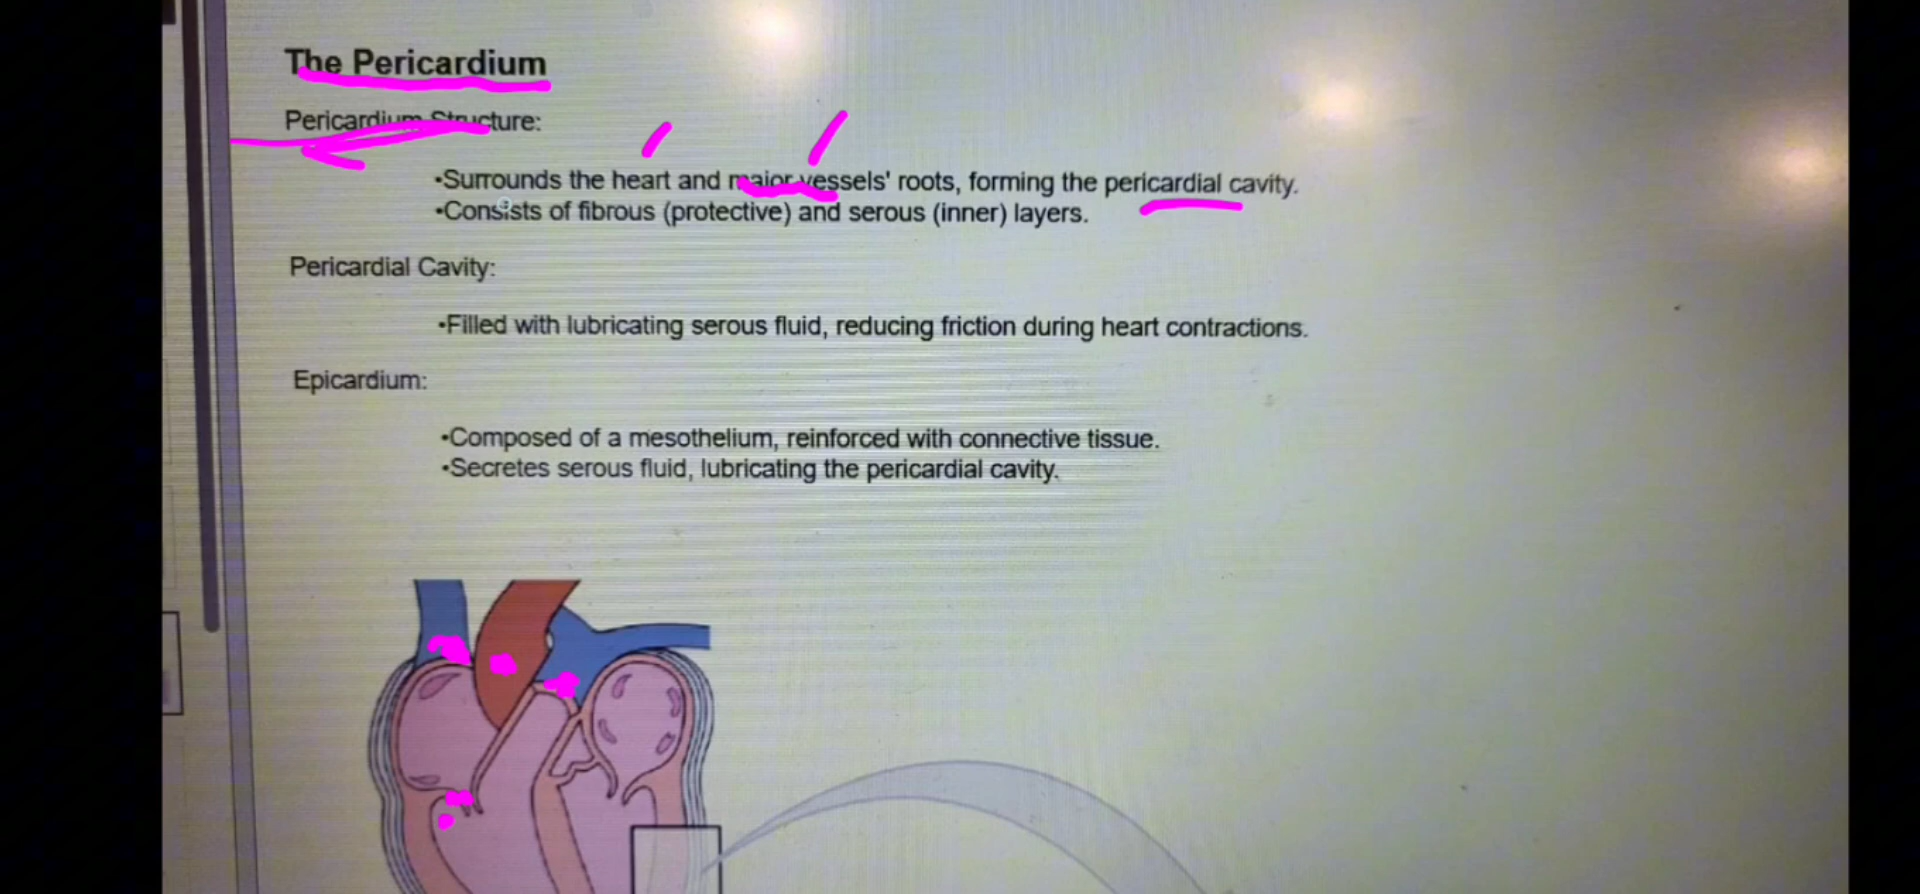 The Pericardium
Pericardium Structure:
•Surrounds the heart and major vessels' roots, forming the pericardial cavity.
•Consists of fibrous (protective) and serous (inner) layers.
Pericardial Cavity:
•Filled with lubricating serous fluid, reducing friction during heart contractions.
Epicardium:
•Composed of a mesothelium, reinforced with connective tissue.
•Secretes serous fluid, lubricating the pericardial cavity.